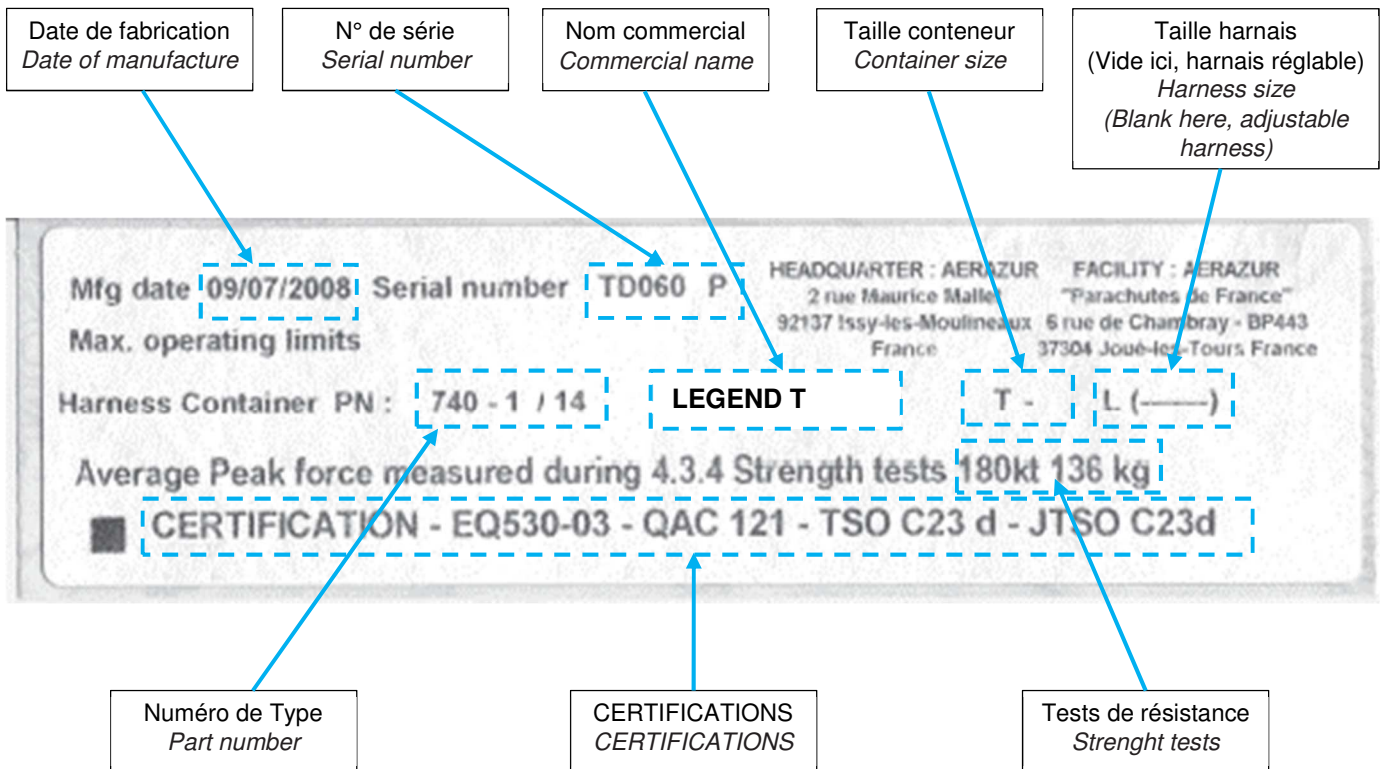 Date de fabrication
Date of manufacture
N° de série
Serial number
Nom commercial
Commercial name
Taille conteneur
Container size
Taille harnais
(Vide ici, harnais réglable)
Harness size
(Blank here, adjustable
harness)
Mfg date 09/07/2008 Serial number TD060 P
Max. operating limits
HEADQUARTER : AERAZUR
2 rue Maurice Mallet
92137 Issy-les-Moulineaux
France
FACILITY : AERAZUR
"Parachutes de France"
6 rue de Chambray - BP443
37304 Joué-les-Tours France
Harness Container PN : 740 - 1 / 14 LEGEND T T - L (——)
Average Peak force measured during 4.3.4 Strength tests 180kt 136 kg
CERTIFICATION - EQ530-03 - QAC 121 - TSO C23 d - JTSO C23d
Numéro de Type
Part number
CERTIFICATIONS
CERTIFICATIONS
Tests de résistance
Strenght tests